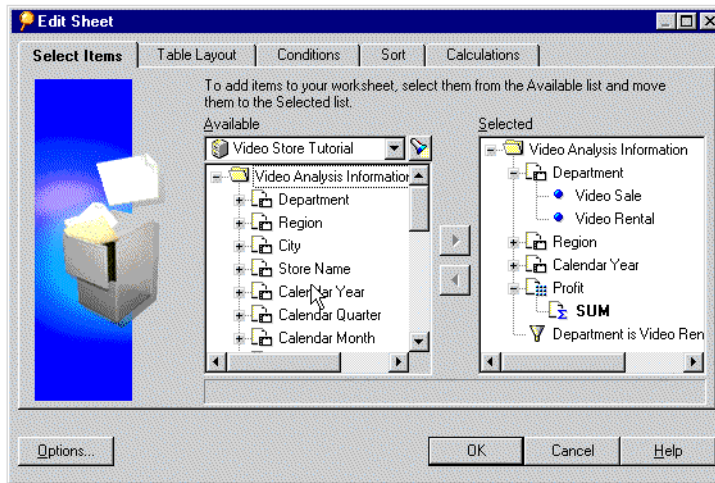 Edit Sheet
Select Items
Table Layout
Conditions
Sort
Calculations
To add items to your worksheet, select them from the Available list and move
them to the Selected list.
Available
Selected
Video Store Tutorial
Video Analysis Information
Department
Region
City
Store Name
Calendar Year
Calendar Quarter
Calendar Month
Video Analysis Information
Department
Video Sale
Video Rental
Region
Calendar Year
Profit
SUM
Department is Video Ren
Options...
OK
Cancel
Help